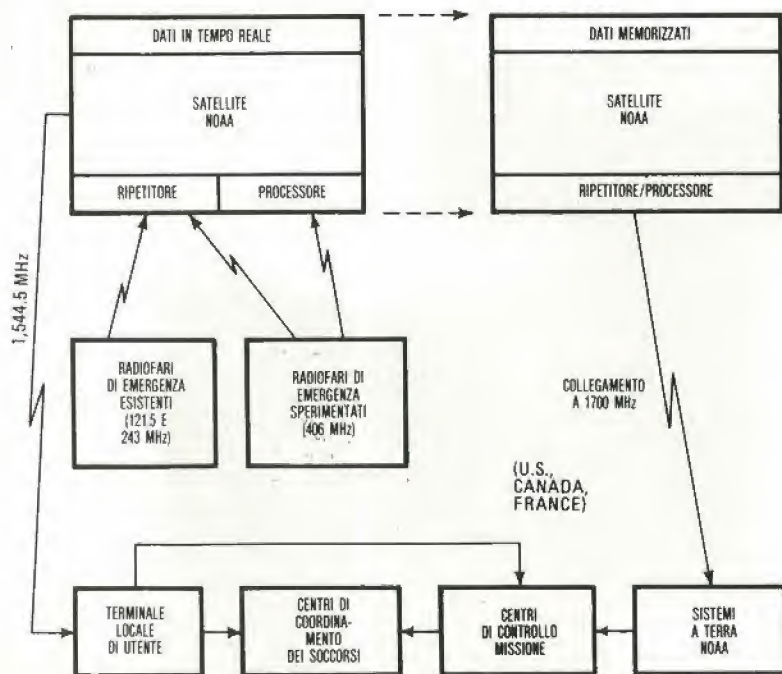 DATI IN TEMPO REALE
SATELLITE
NOAA
RIPETITORE
PROCESSORE
DATI MEMORIZZATI
SATELLITE
NOAA
RIPETITORE/PROCESSORE
1,544.5 MHz
RADIOFARI
DI EMERGENZA
ESISTENTI
(121.5 E
243 MHz)
RADIOFARI DI
EMERGENZA
SPERIMENTATI
(406 MHz)
COLLEGAMENTO
A 1700 MHz
(U.S.,
CANADA,
FRANCE)
TERMINALE
LOCALE
DI UTENTE
CENTRI DI
COORDINA-
MENTO
DEI SOCCORSI
CENTRI
DI CONTROLLO
MISSIONE
SISTEMI
A TERRA
NOAA